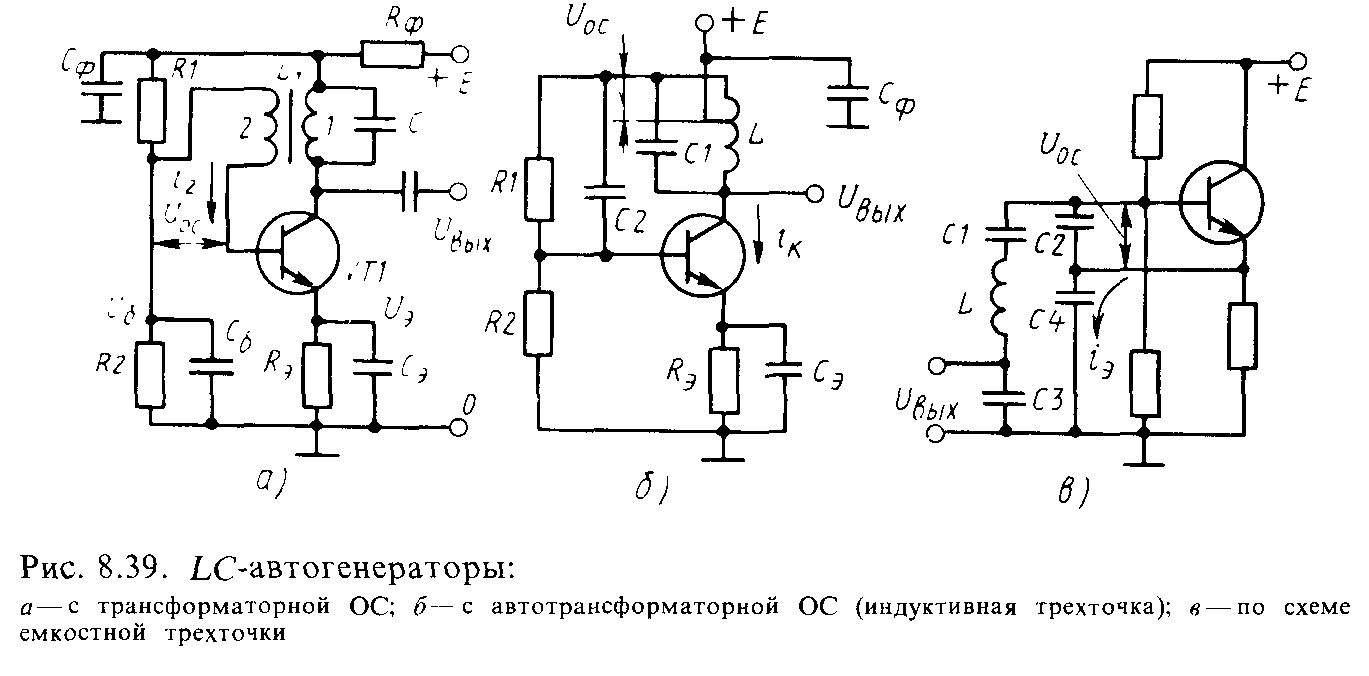 Rф
Cф
R1
+ E
2
1
C
i2
Uос
Uвых
Uб
Cб
Uэ
R2
Rэ
Cэ
0
а)
Uос
+ E
Cф
L
C1
R1
C2
Uвых
iк
R2
Rэ
Cэ
б)
+ E
Uос
C1
C2
L
C4
iэ
Uвых
C3
в)
Рис. 8.39. LC-автогенераторы:
а — с трансформаторной ОС; б — с автотрансформаторной ОС (индуктивная трехточка); в — по схеме
емкостной трехточки